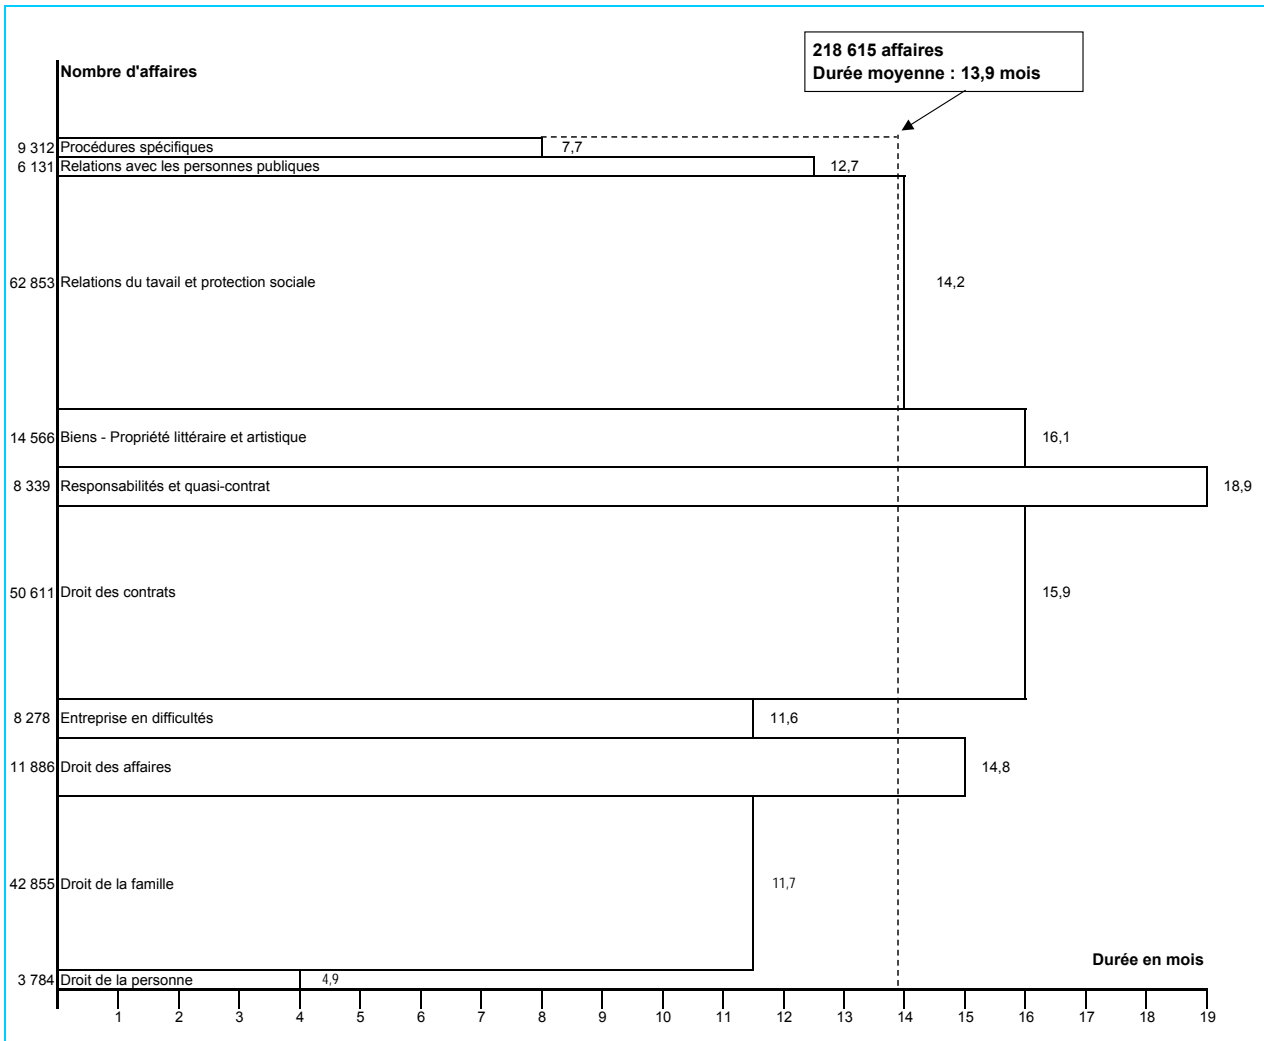 218 615 affaires
Durée moyenne : 13,9 mois
Nombre d'affaires
9 312 Procédures spécifiques 7,7
6 131 Relations avec les personnes publiques 12,7
62 853 Relations du tavail et protection sociale 14,2
14 566 Biens - Propriété littéraire et artistique 16,1
8 339 Responsabilités et quasi-contrat 18,9
50 611 Droit des contrats 15,9
8 278 Entreprise en difficultés 11,6
11 886 Droit des affaires 14,8
42 855 Droit de la famille 11,7
Durée en mois
3 784 Droit de la personne 4,9
1 2 3 4 5 6 7 8 9 10 11 12 13 14 15 16 17 18 19